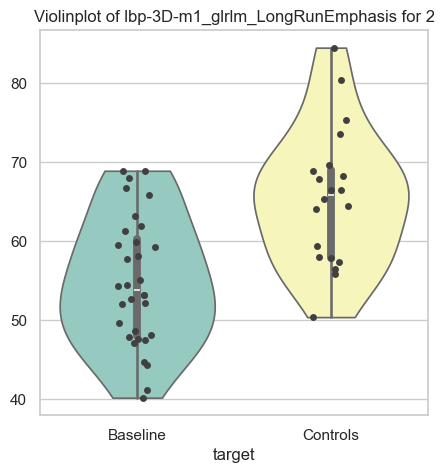 Violinplot of lbp-3D-m1_glrlm_LongRunEmphasis for 2
80
70
60
50
40
Baseline
Controls
target